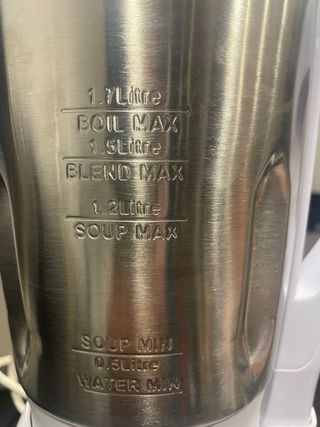 1.7Litre
BOIL MAX
1.5Litre
BLEND MAX
1.2Litre
SOUP MAX
SOUP MIN
0.5Litre
WATER MIN